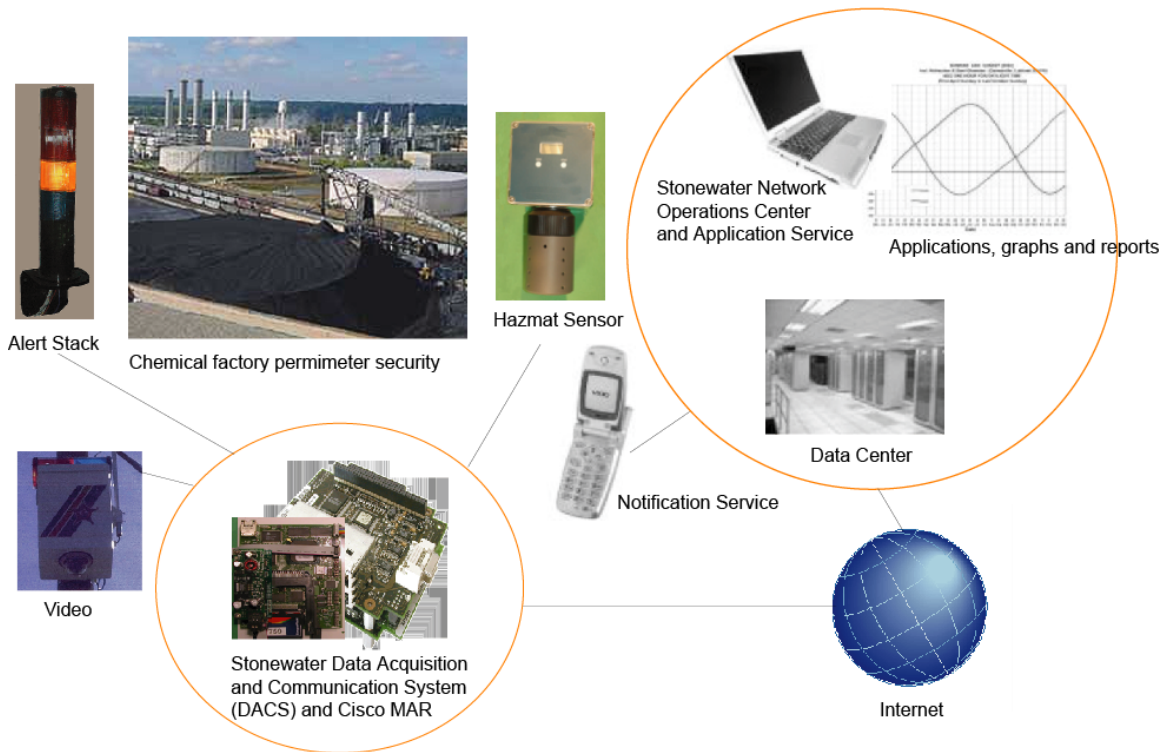 Stonewater Network
Operations Center
and Application Service
Applications, graphs and reports
Hazmat Sensor
Alert Stack
Chemical factory permimeter security
Data Center
Notification Service
Video
Stonewater Data Acquisition
and Communication System
(DACS) and Cisco MAR
Internet